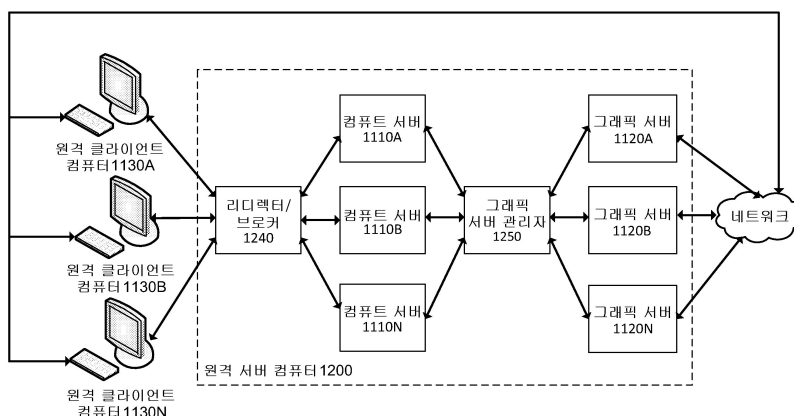 원격 클라이언트
컴퓨터1130A
원격 클라이언트
컴퓨터1130B
원격 클라이언트
컴퓨터1130N
리디렉터/
브로커
1240
컴퓨트 서버
1110A
컴퓨트 서버
1110B
컴퓨트 서버
1110N
그래픽
서버 관리자
1250
그래픽 서버
1120A
그래픽 서버
1120B
그래픽 서버
1120N
네트워크
원격 서버 컴퓨터1200